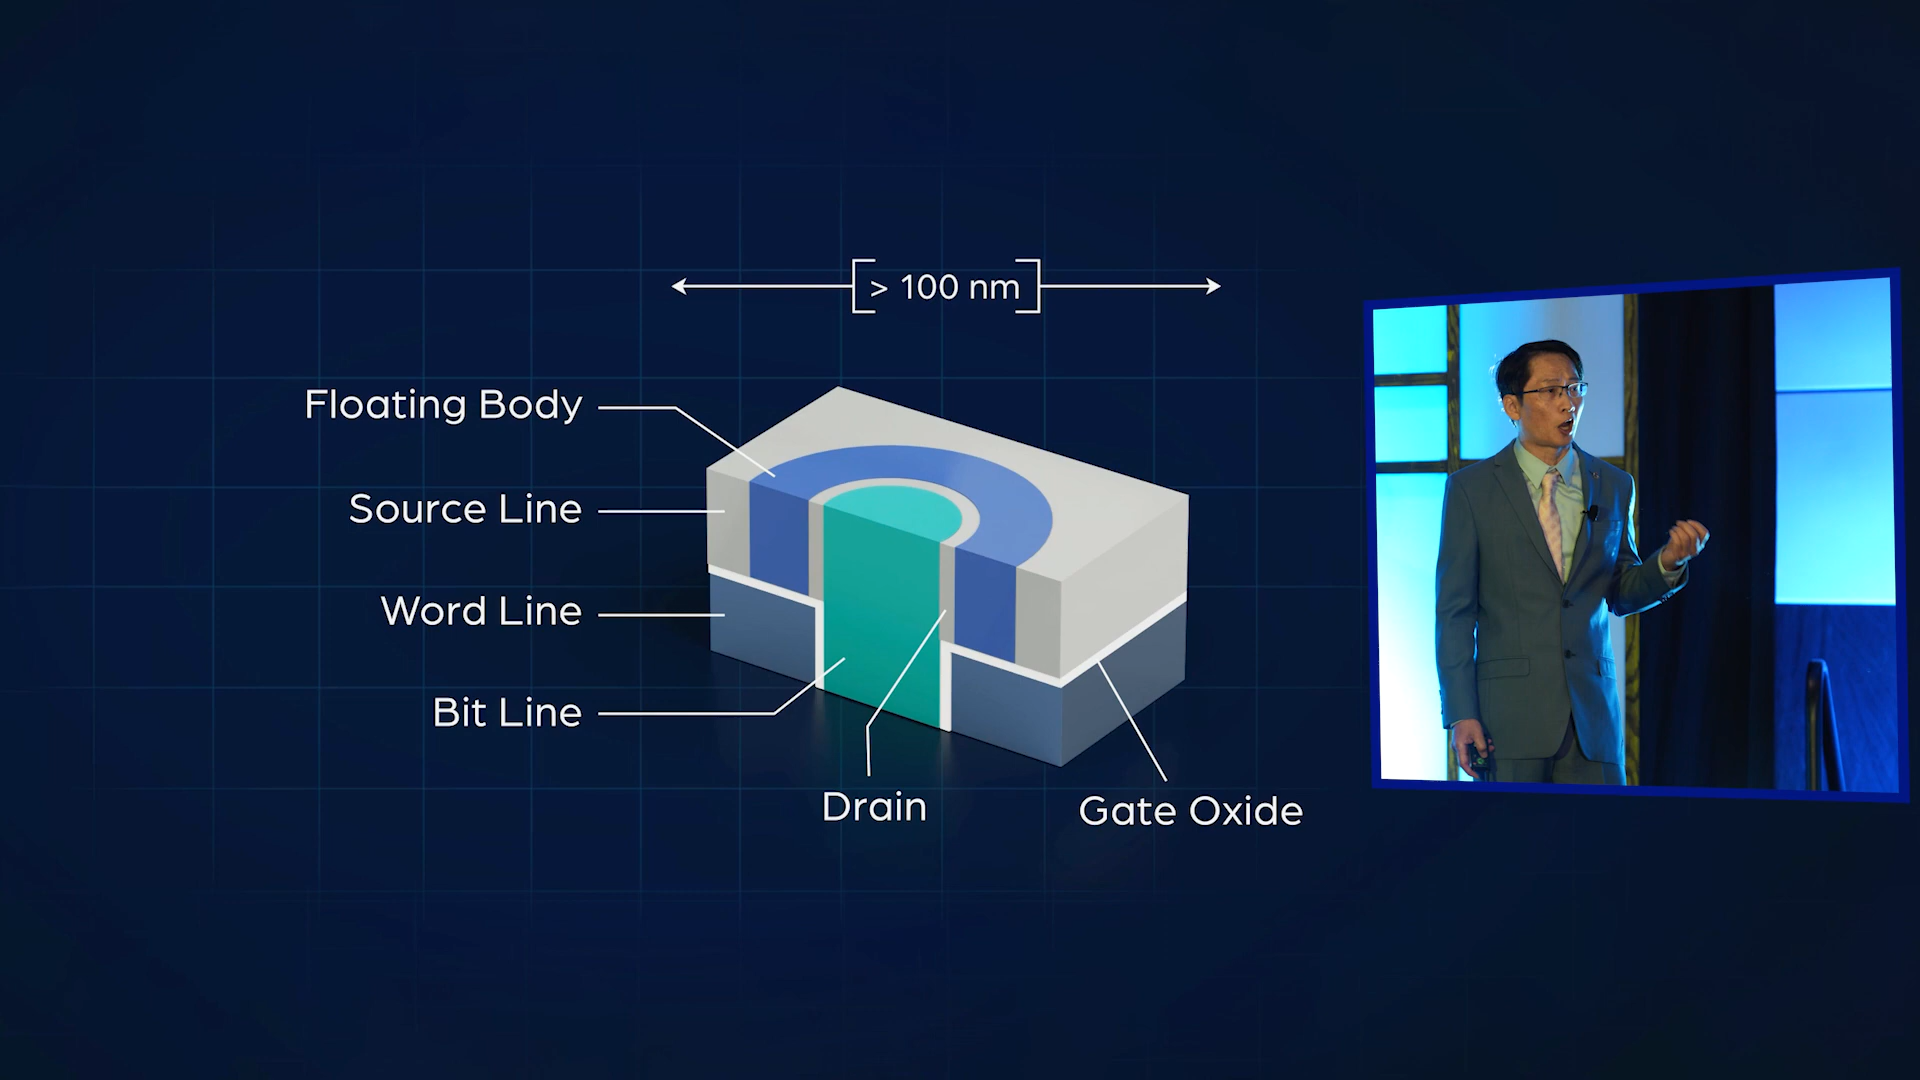 > 100 nm
Floating Body
Source Line
Word Line
Bit Line
Drain
Gate Oxide